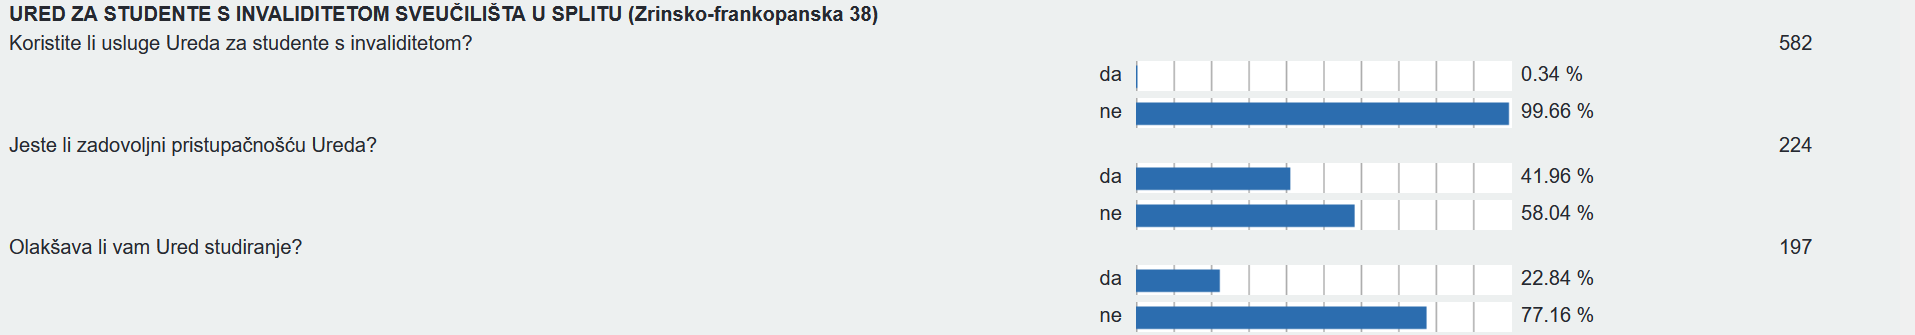 URED ZA STUDENTE S INVALIDITETOM SVEUČILIŠTA U SPLITU (Zrinsko-frankopanska 38)
Koristite li usluge Ureda za studente s invaliditetom? 582
da 0.34 %
ne 99.66 %
Jeste li zadovoljni pristupačnošću Ureda? 224
da 41.96 %
ne 58.04 %
Olakšava li vam Ured studiranje? 197
da 22.84 %
ne 77.16 %